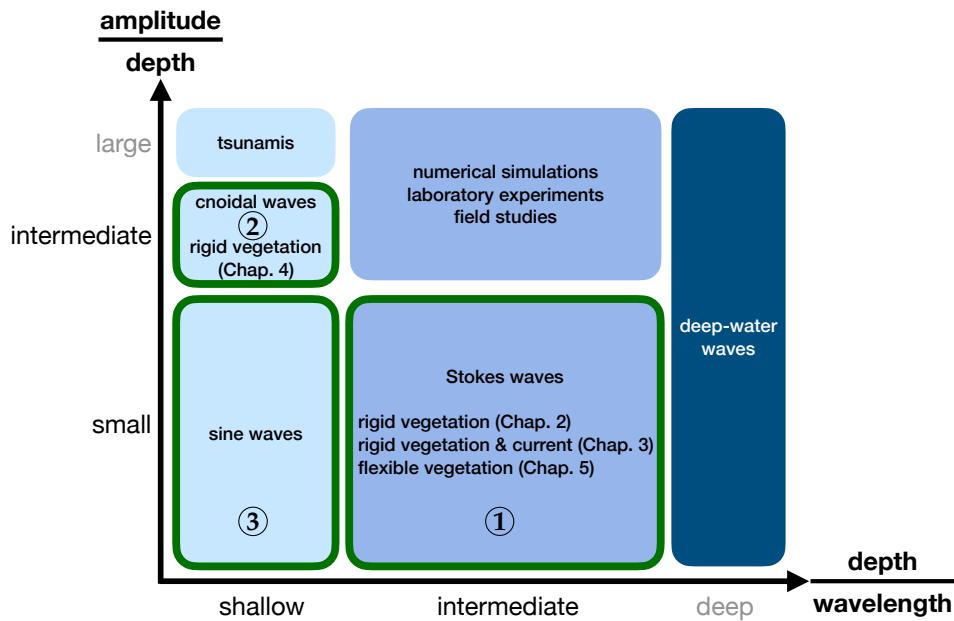 amplitude
depth
large
tsunamis
numerical simulations
laboratory experiments
field studies
cnoidal waves
②
rigid vegetation
(Chap. 4)
intermediate
deep-water
waves
small
sine waves
③
Stokes waves
rigid vegetation (Chap. 2)
rigid vegetation & current (Chap. 3)
flexible vegetation (Chap. 5)
①
shallow
intermediate
deep
depth
wavelength